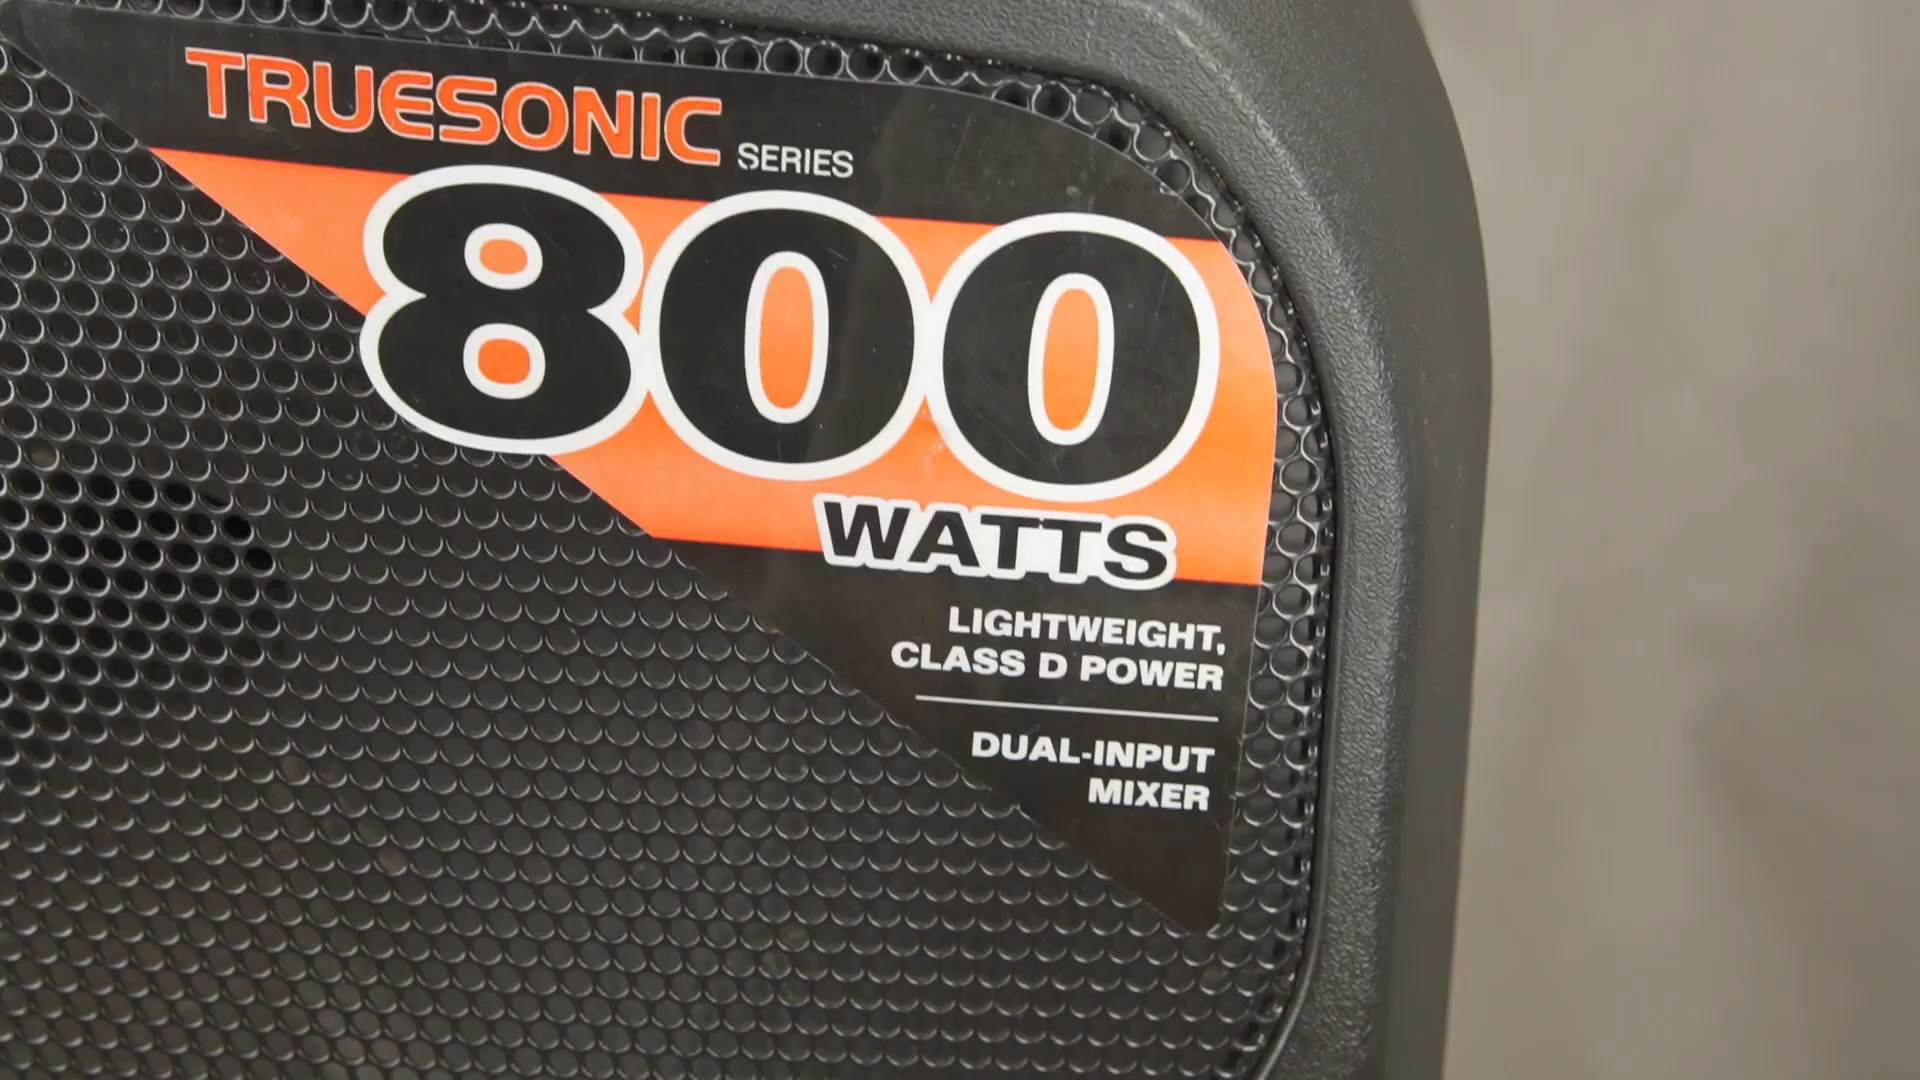 TRUESONIC SERIES
800
WATTS
LIGHTWEIGHT,
CLASS D POWER
DUAL-INPUT
MIXER